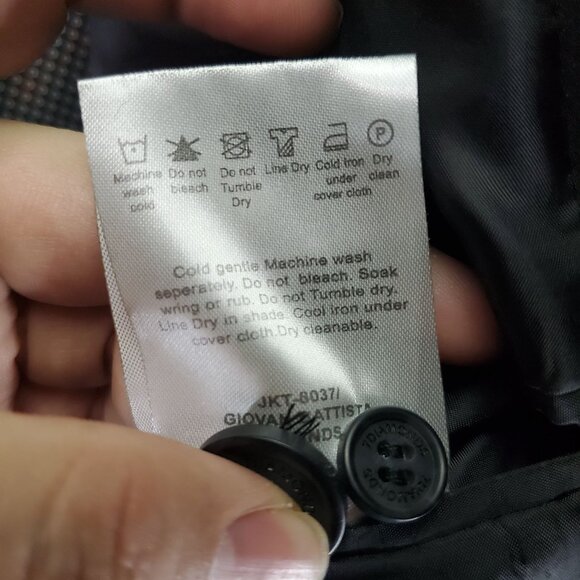 Machine wash cold
Do not bleach
Do not Tumble Dry
Line Dry
Cold iron under cover cloth
P
Dry clean
Cold gentle Machine wash
seperately. Do not bleach. Soak
wring or rub. Do not Tumble dry.
Line Dry in shade. Cool iron under
cover cloth.Dry cleanable.
JKT-8037/
7DIAMONDS
7DIAMONDS